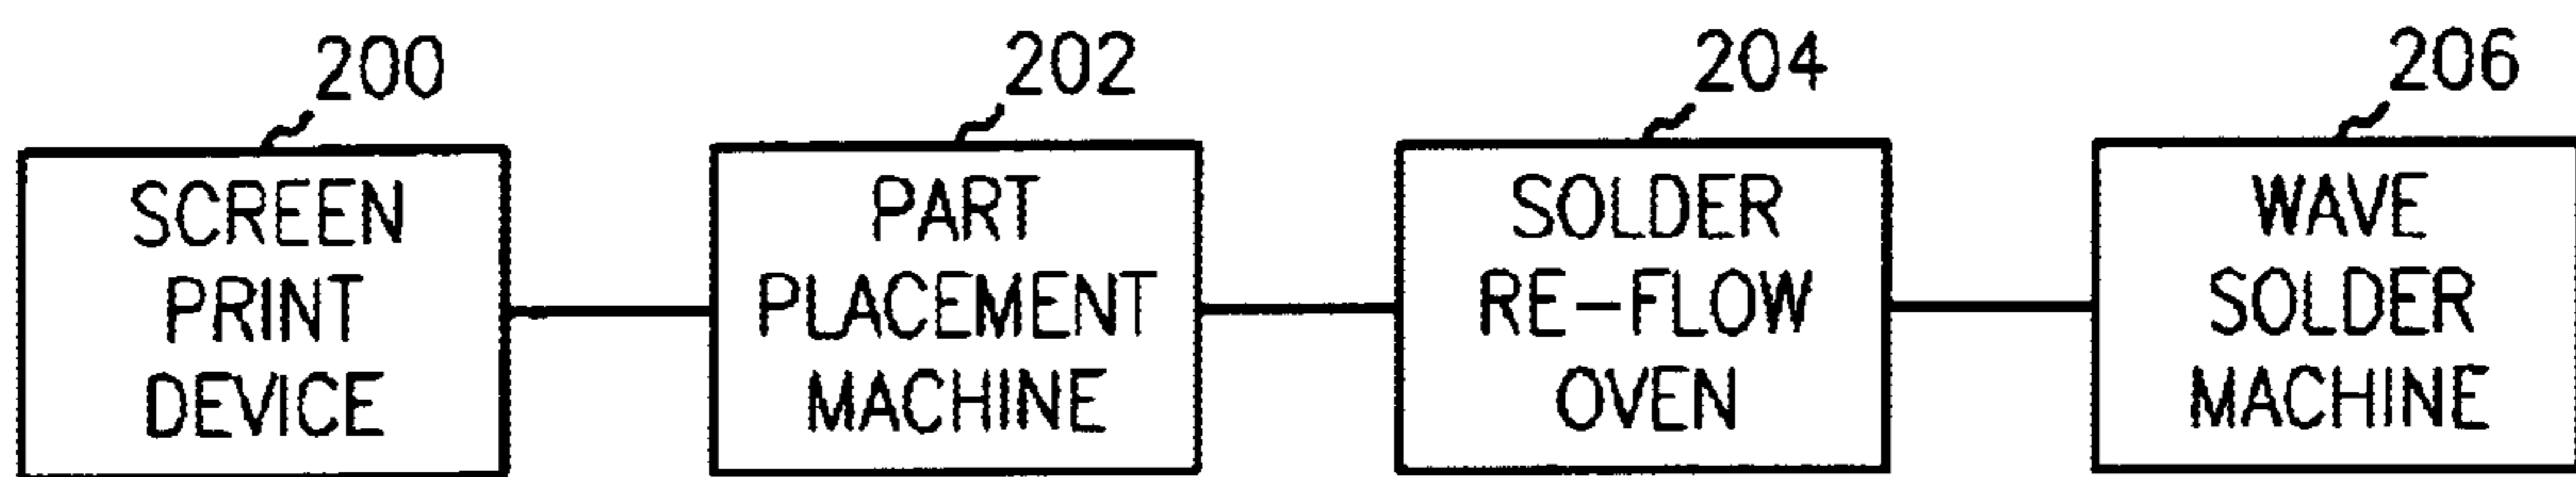 200
202
204
206
SCREEN
PRINT
DEVICE
PART
PLACEMENT
MACHINE
SOLDER
RE-FLOW
OVEN
WAVE
SOLDER
MACHINE